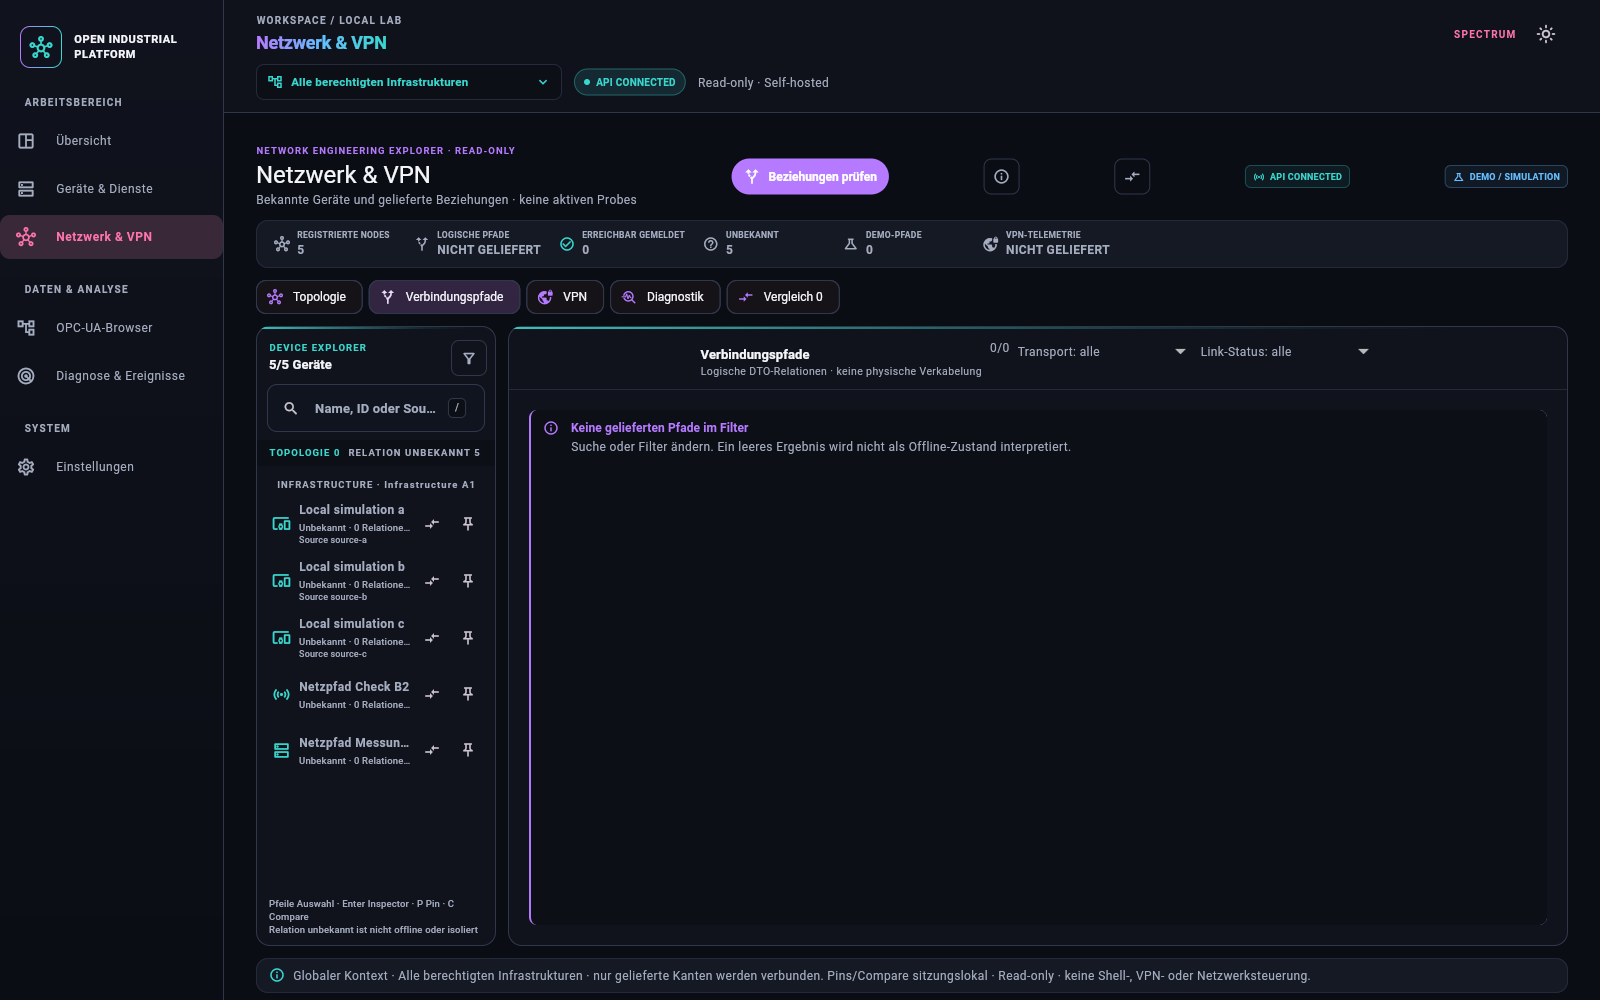 OPEN INDUSTRIAL
PLATFORM
ARBEITSBEREICH
Übersicht
Geräte & Dienste
Netzwerk & VPN
DATEN & ANALYSE
OPC-UA-Browser
Diagnose & Ereignisse
SYSTEM
Einstellungen
WORKSPACE / LOCAL LAB
Netzwerk & VPN
SPECTRUM
Alle berechtigten Infrastrukturen
API CONNECTED
Read-only · Self-hosted
NETWORK ENGINEERING EXPLORER · READ-ONLY
Netzwerk & VPN
Bekannte Geräte und gelieferte Beziehungen · keine aktiven Probes
Beziehungen prüfen
API CONNECTED
DEMO / SIMULATION
REGISTRIERTE NODES
5
LOGISCHE PFADE
NICHT GELIEFERT
ERREICHBAR GEMELDET
0
UNBEKANNT
5
DEMO-PFADE
0
VPN-TELEMETRIE
NICHT GELIEFERT
Topologie
Verbindungspfade
VPN
Diagnostik
Vergleich 0
DEVICE EXPLORER
5/5 Geräte
Name, ID oder Sou...
/
TOPOLOGIE 0 RELATION UNBEKANNT 5
INFRASTRUCTURE · Infrastructure A1
Local simulation a
Unbekannt · 0 Relatione...
Source source-a
Local simulation b
Unbekannt · 0 Relatione...
Source source-b
Local simulation c
Unbekannt · 0 Relatione...
Source source-c
Netzpfad Check B2
Unbekannt · 0 Relatione...
Netzpfad Messun...
Unbekannt · 0 Relatione...
Pfeile Auswahl · Enter Inspector · P Pin · C
Compare
Relation unbekannt ist nicht offline oder isoliert
Verbindungspfade
Logische DTO-Relationen · keine physische Verkabelung
0/0
Transport: alle
Link-Status: alle
Keine gelieferten Pfade im Filter
Suche oder Filter ändern. Ein leeres Ergebnis wird nicht als Offline-Zustand interpretiert.
Globaler Kontext · Alle berechtigten Infrastrukturen · nur gelieferte Kanten werden verbunden. Pins/Compare sitzungslokal · Read-only · keine Shell-, VPN- oder Netzwerksteuerung.